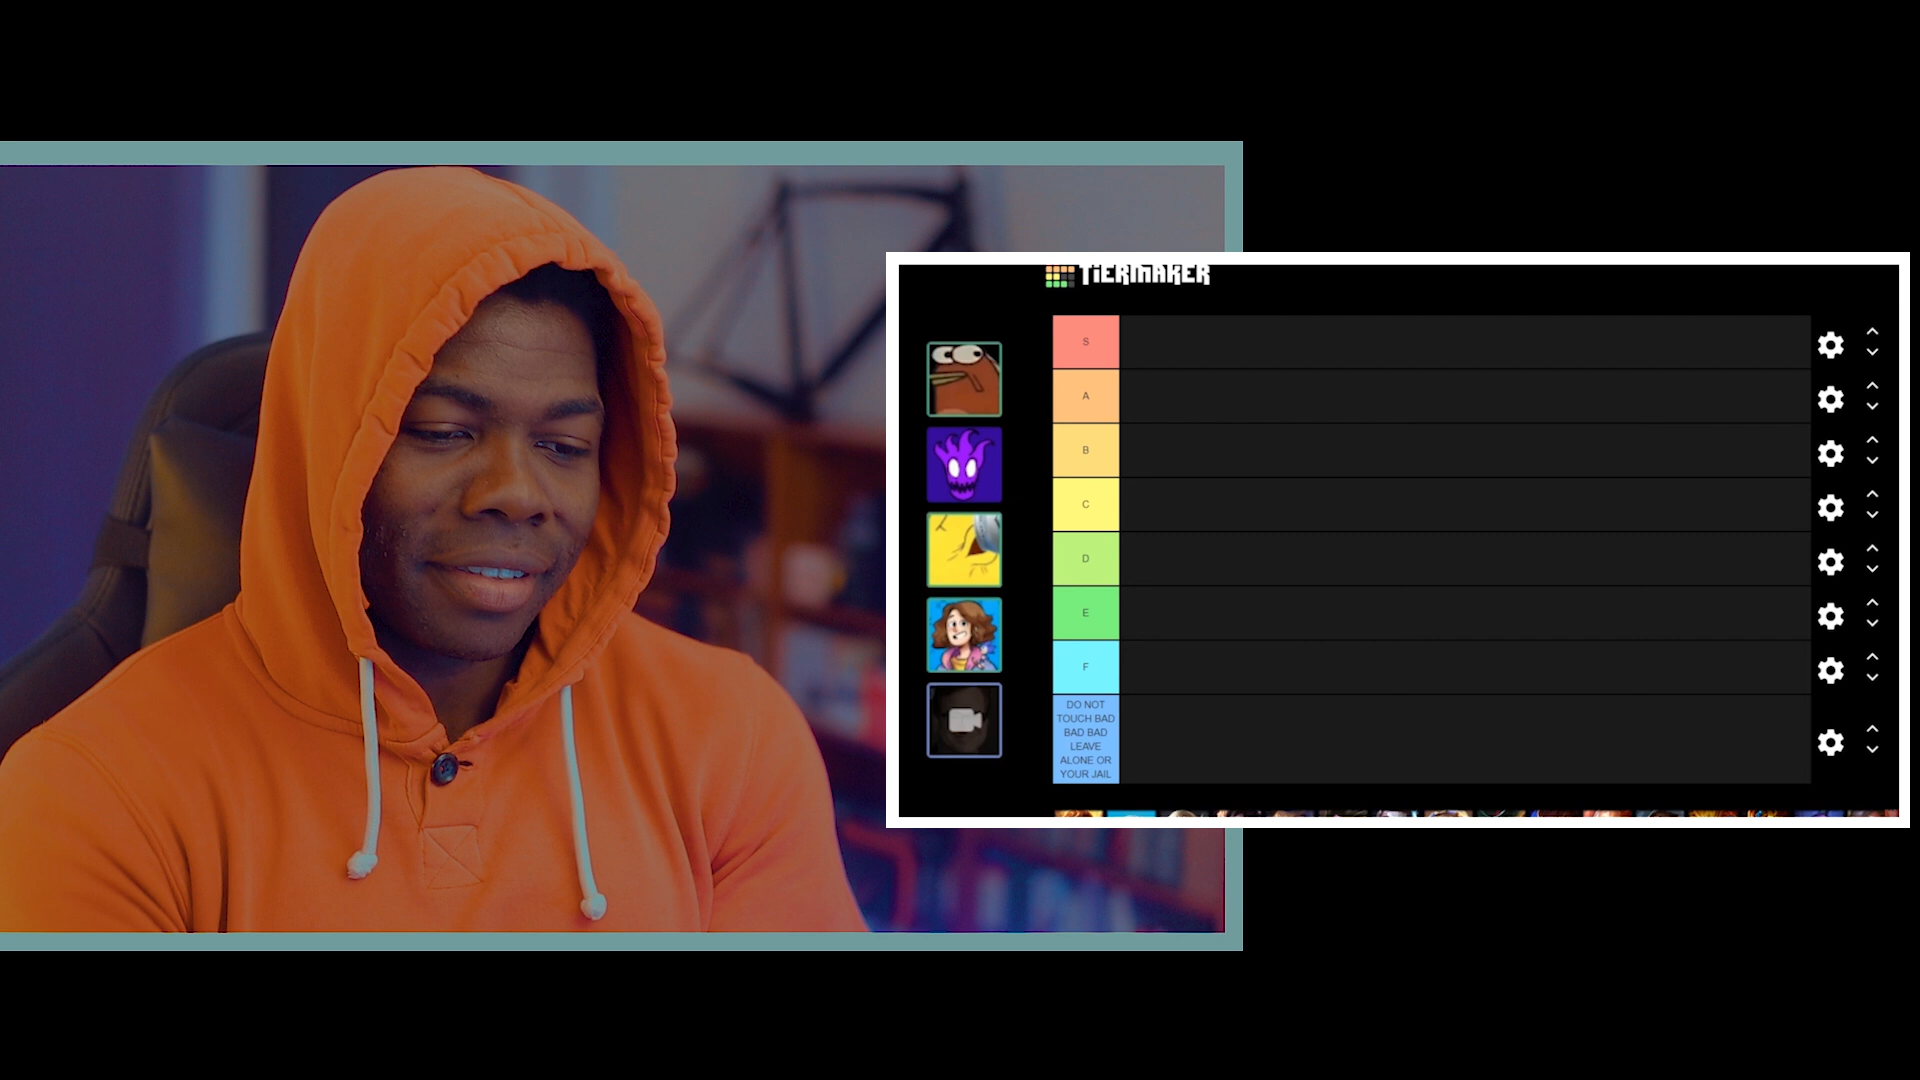 TIERMAKER
S
A
B
C
D
E
F
DO NOT
TOUCH BAD
BAD BAD
LEAVE
ALONE OR
YOUR JAIL